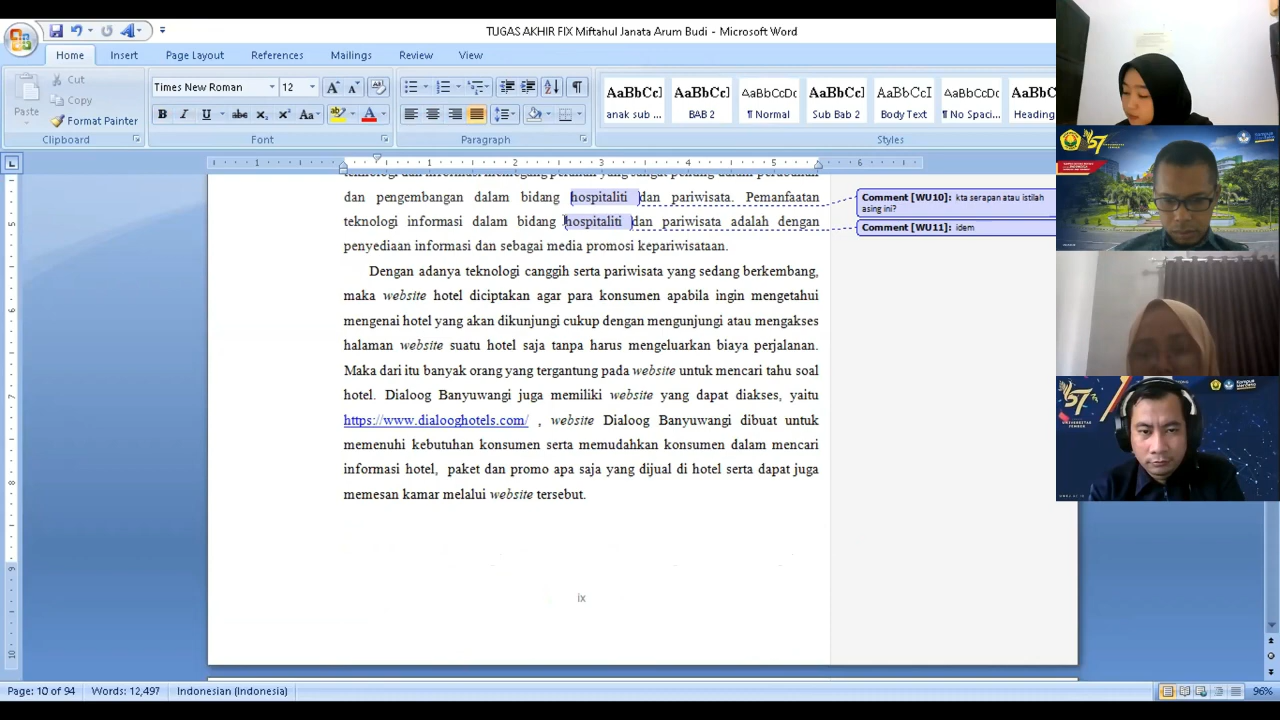 TUGAS AKHIR FIX Miftahul Janata Arum Budi - Microsoft Word
Home Insert Page Layout References Mailings Review View
Cut
Copy
Format Painter
Paste
Clipboard
Times New Roman 12
Font
Paragraph
AaBbCc] AaBbCc AaBbCcDc AaBbCc AaBbCcI AaBbCcDc AaBbC
anak sub ... BAB 2 Body 2 Sub Bab 2 Body Text ¶ No Spaci... Heading
Styles
dan pengembangan dalam bidang hospitaliti dan pariwisata. Pemanfaatan
teknologi informasi dalam bidang hospitaliti dan pariwisata adalah dengan
penyediaan informasi dan sebagai media promosi kepariwisataan.
Dengan adanya teknologi canggih serta pariwisata yang sedang berkembang,
maka website hotel diciptakan agar para konsumen apabila ingin mengetahui
mengenai hotel yang akan dikunjungi cukup dengan mengunjungi atau mengakses
halaman website suatu hotel saja tanpa harus mengeluarkan biaya perjalanan.
Maka dari itu banyak orang yang tergantung pada website untuk mencari tahu soal
hotel. Dialoog Banyuwangi juga memiliki website yang dapat diakses, yaitu
https://www.dialooghotels.com/ , website Dialoog Banyuwangi dibuat untuk
memenuhi kebutuhan konsumen serta memudahkan konsumen dalam mencari
informasi hotel, paket dan promo apa saja yang dijual di hotel serta dapat juga
memesan kamar melalui website tersebut.
ix
Comment [WU10]: kta serapan atau istilah
asing ini?
Comment [WU11]: idem
Page: 10 of 94 Words: 12,497 Indonesian (Indonesia) 96%